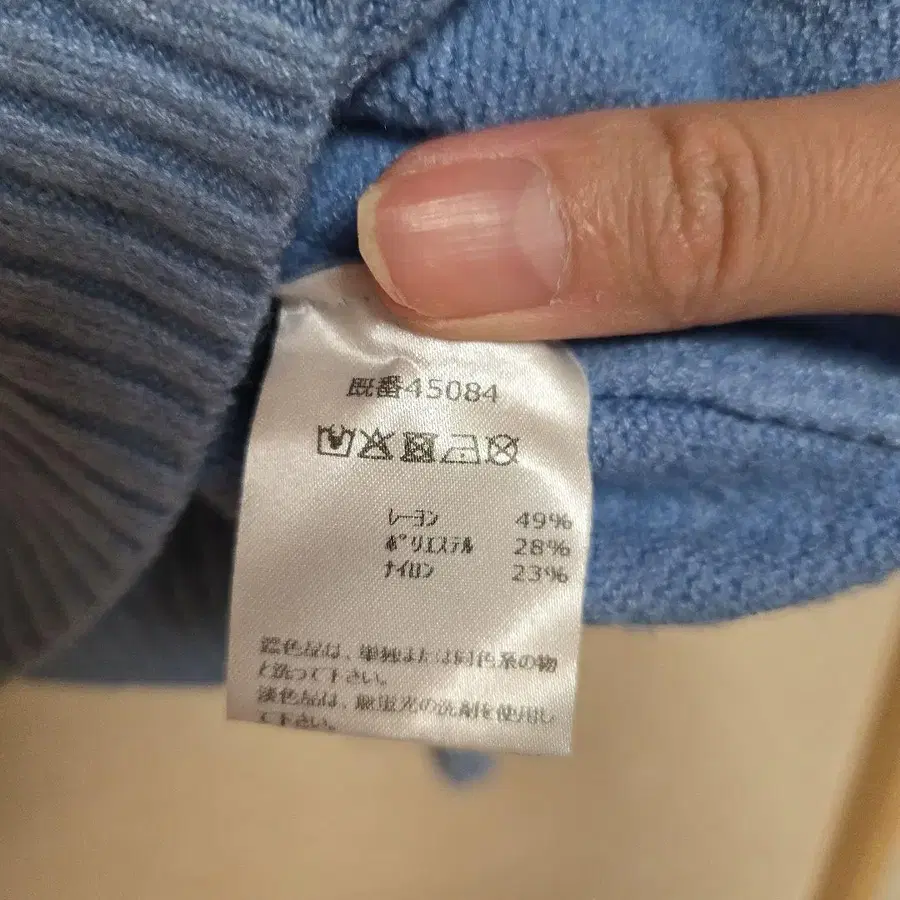 既番45084
レーヨン 49%
ポリエステル 28%
ナイロン 23%
濃色品は、単独または同色系の物
と洗って下さい。
淡色品は、無蛍光の洗剤を使用し
て下さい。